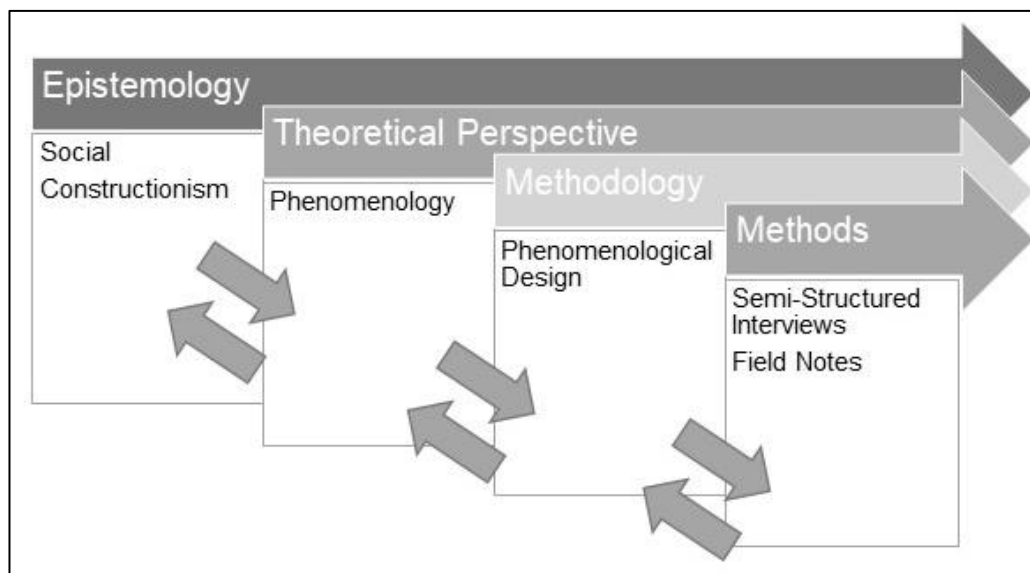 Epistemology
Social
Constructionism
Theoretical Perspective
Phenomenology
Methodology
Phenomenological
Design
Methods
Semi-Structured
Interviews
Field Notes